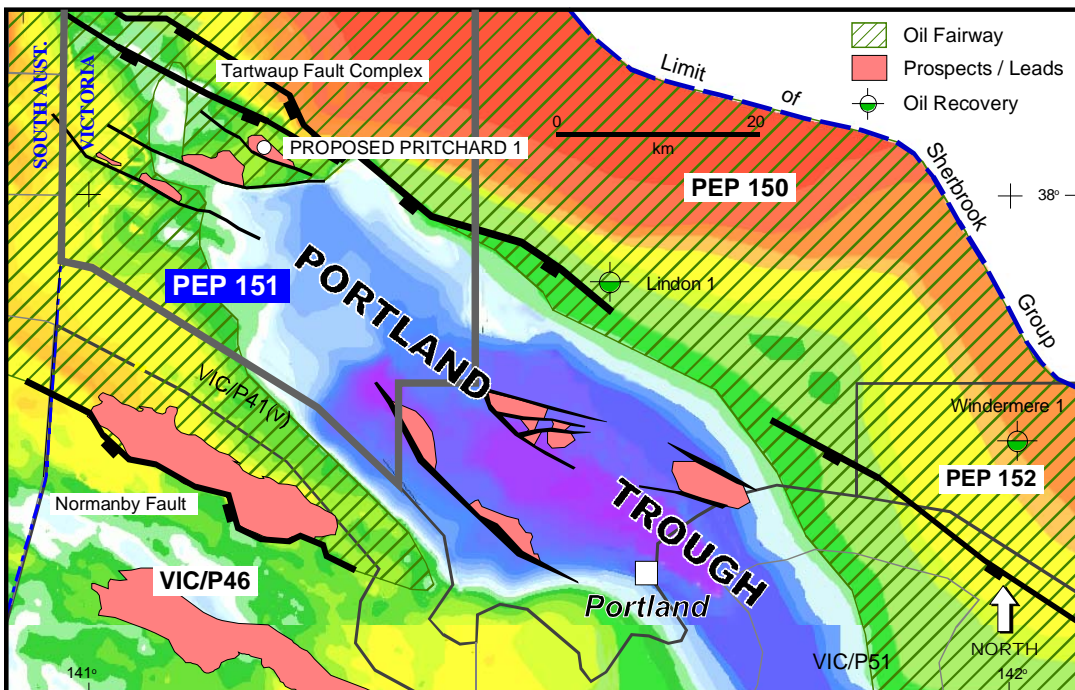 Oil Fairway
Prospects / Leads
Oil Recovery
SOUTH AUST.
VICTORIA
Tartwaup Fault Complex
Limit of Sherbrook Group
0 20
km
PROPOSED PRITCHARD 1
PEP 150
38°
PEP 151
Lindon 1
PORTLAND TROUGH
VIC/P41(v)
Windermere 1
PEP 152
Normanby Fault
VIC/P46
Portland
NORTH
VIC/P51
141°
142°